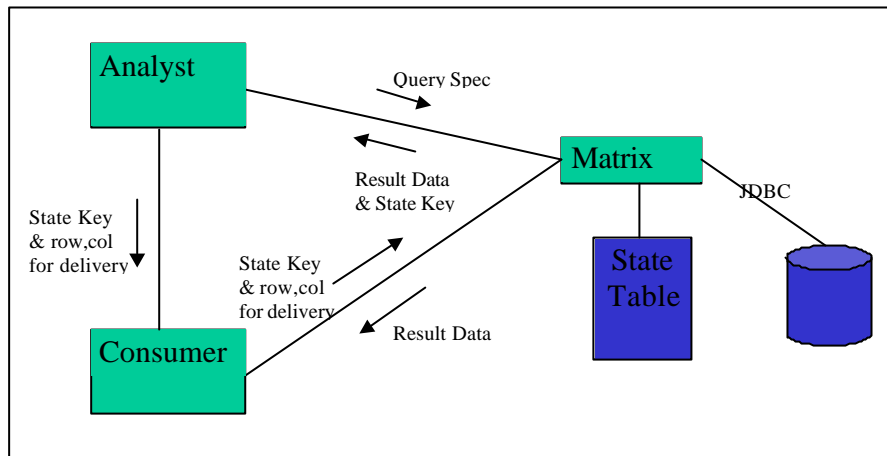 Analyst
Query Spec
Matrix
JDBC
Result Data
& State Key
State Key
& row,col
for delivery
State Key
& row,col
for delivery
State
Table
Result Data
Consumer